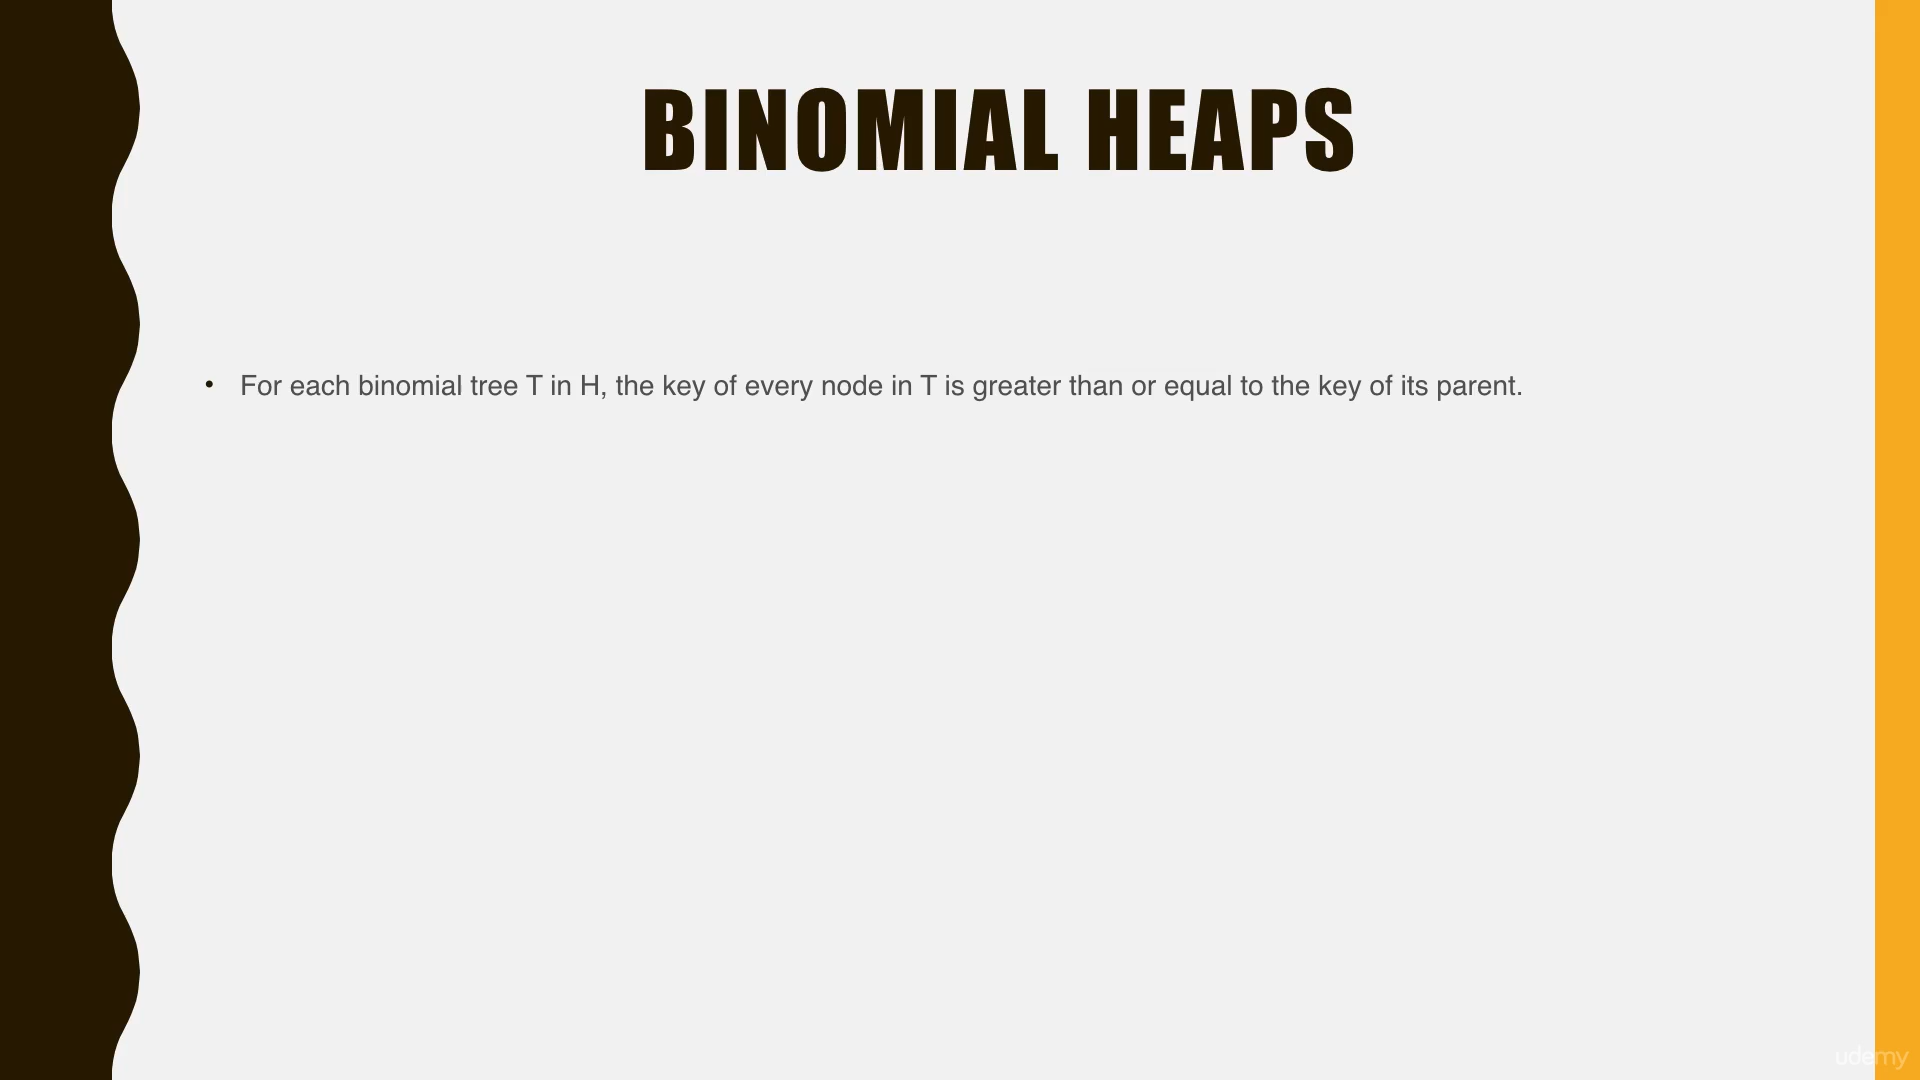 BINOMIAL HEAPS
• For each binomial tree T in H, the key of every node in T is greater than or equal to the key of its parent.
udemy